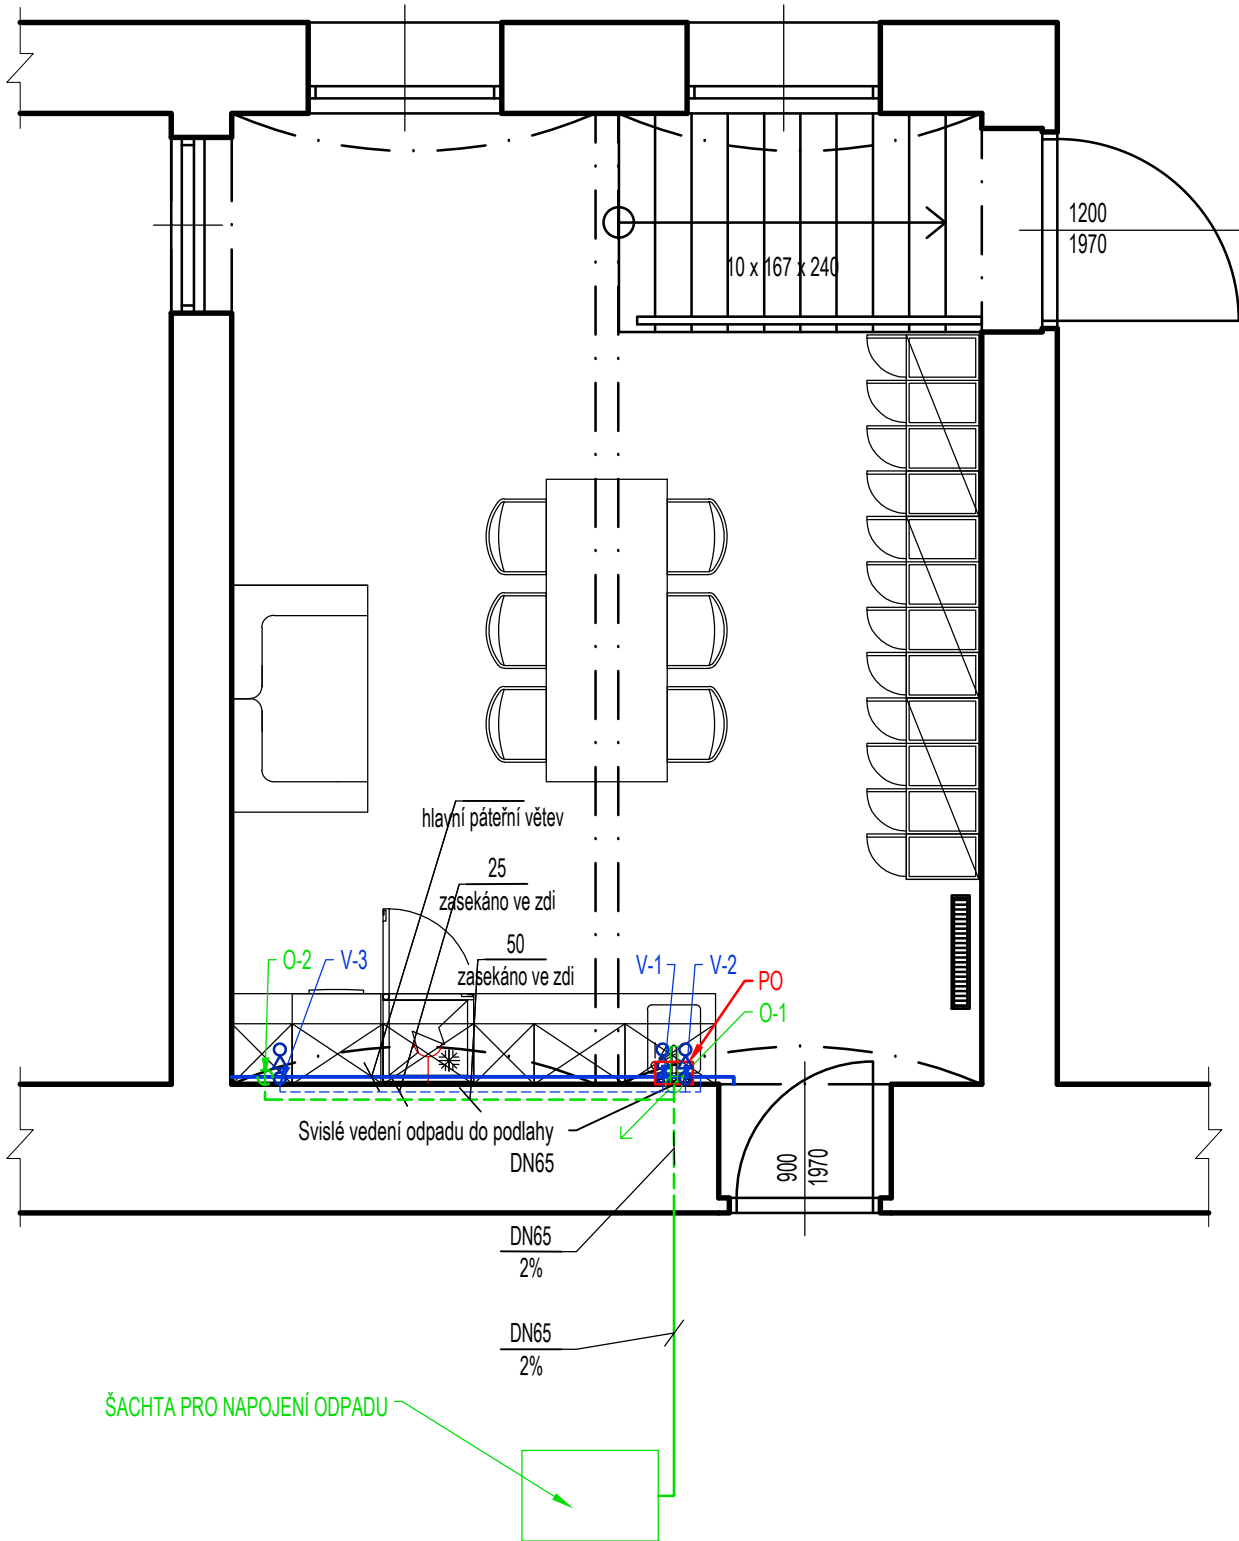 1200
1970
10 x 167 x 240
hlavní páteřní větev
25
zasekáno ve zdi
50
zasekáno ve zdi
O-2
V-3
V-1
V-2
PO
O-1
Svislé vedení odpadu do podlahy
DN65
900
1970
DN65
2%
DN65
2%
ŠACHTA PRO NAPOJENÍ ODPADU